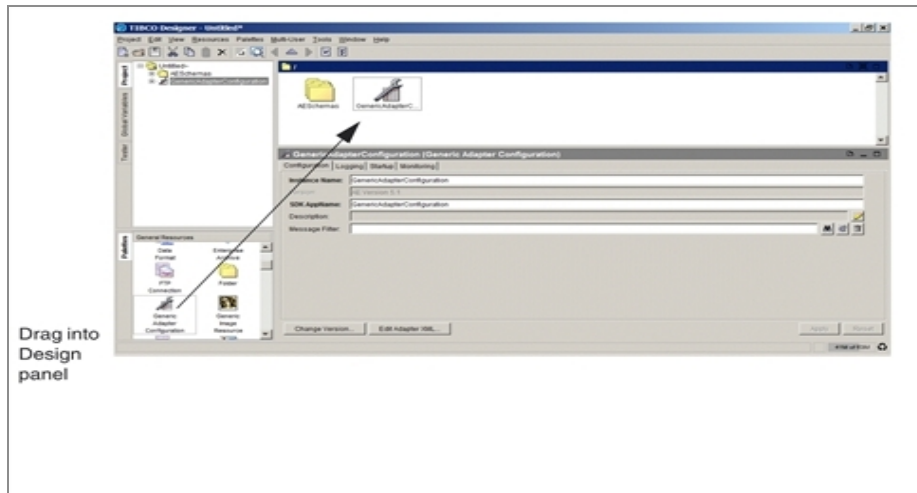 TIBCO Designer - Untitled*
Project Edit View Resources Palettes Multi-User Tools Window Help
Project
Global Variables
Tester
Untitled*
AESchemas
GenericAdapterConfiguration
/
AESchemas
GenericAdapterC...
GenericAdapterConfiguration (Generic Adapter Configuration)
Configuration Logging Startup Monitoring
Instance Name: GenericAdapterConfiguration
Version: AE Version 5.1
SDK AppName: GenericAdapterConfiguration
Description:
Message Filter:
Palettes
General Resources
Data Format
Enterprise Archive
FTP Connection
Folder
Generic Adapter Configuration
Generic Image Resource
Change Version...
Edit Adapter XML...
Apply
Reset
Drag into
Design
panel